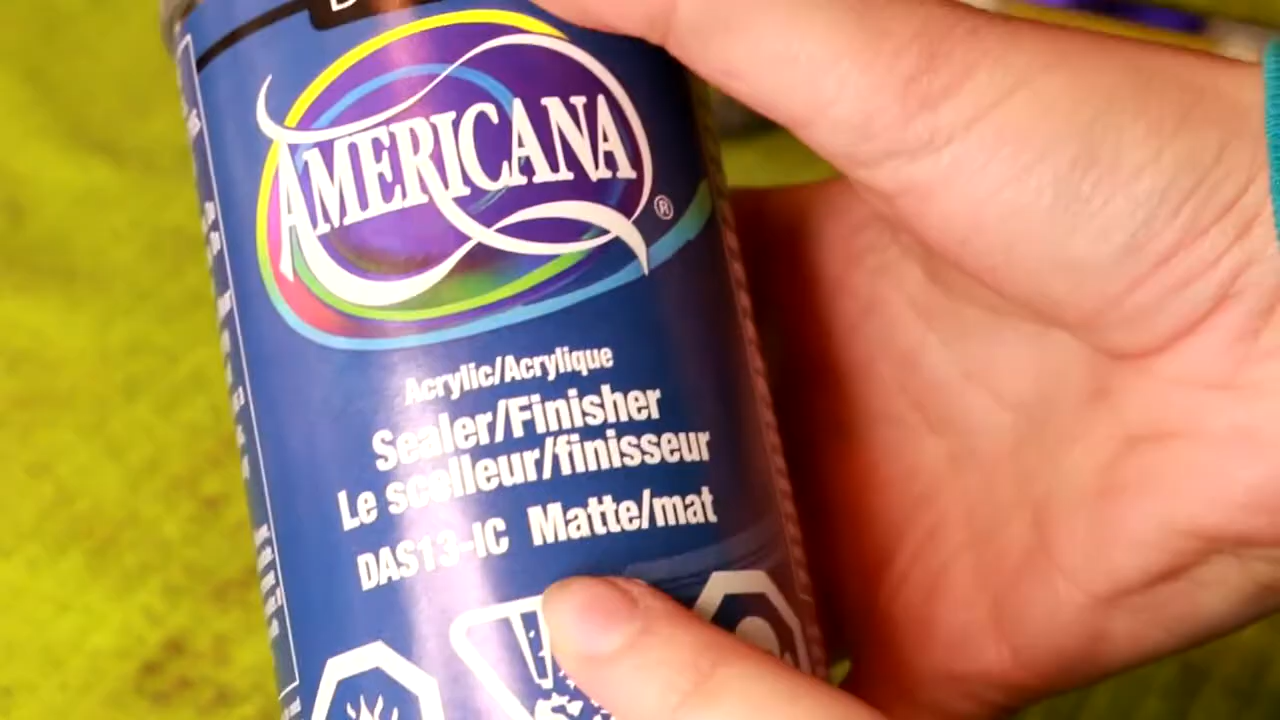 AMERICANA
®
Acrylic/Acrylique
Sealer/Finisher
Le scelleur/finisseur
DAS13-IC Matte/mat